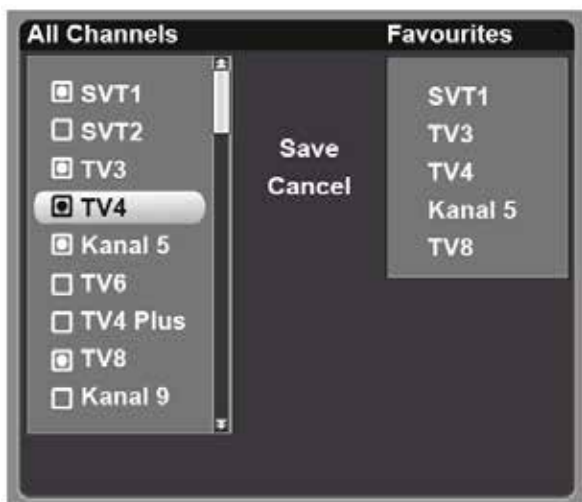 All Channels
SVT1
SVT2
TV3
TV4
Kanal 5
TV6
TV4 Plus
TV8
Kanal 9
Save
Cancel
Favourites
SVT1
TV3
TV4
Kanal 5
TV8